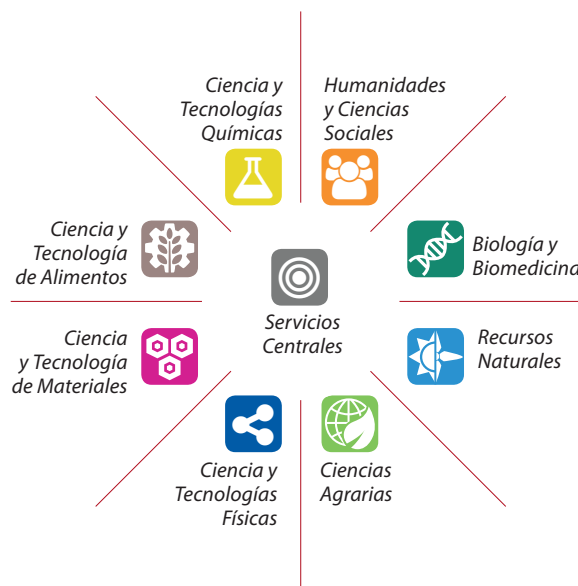 Ciencia y
Tecnologías
Químicas
Humanidades
y Ciencias
Sociales
Ciencia y
Tecnología
de Alimentos
Biología y
Biomedicina
Servicios
Centrales
Ciencia
y Tecnología
de Materiales
Recursos
Naturales
Ciencia y
Tecnologías
Físicas
Ciencias
Agrarias